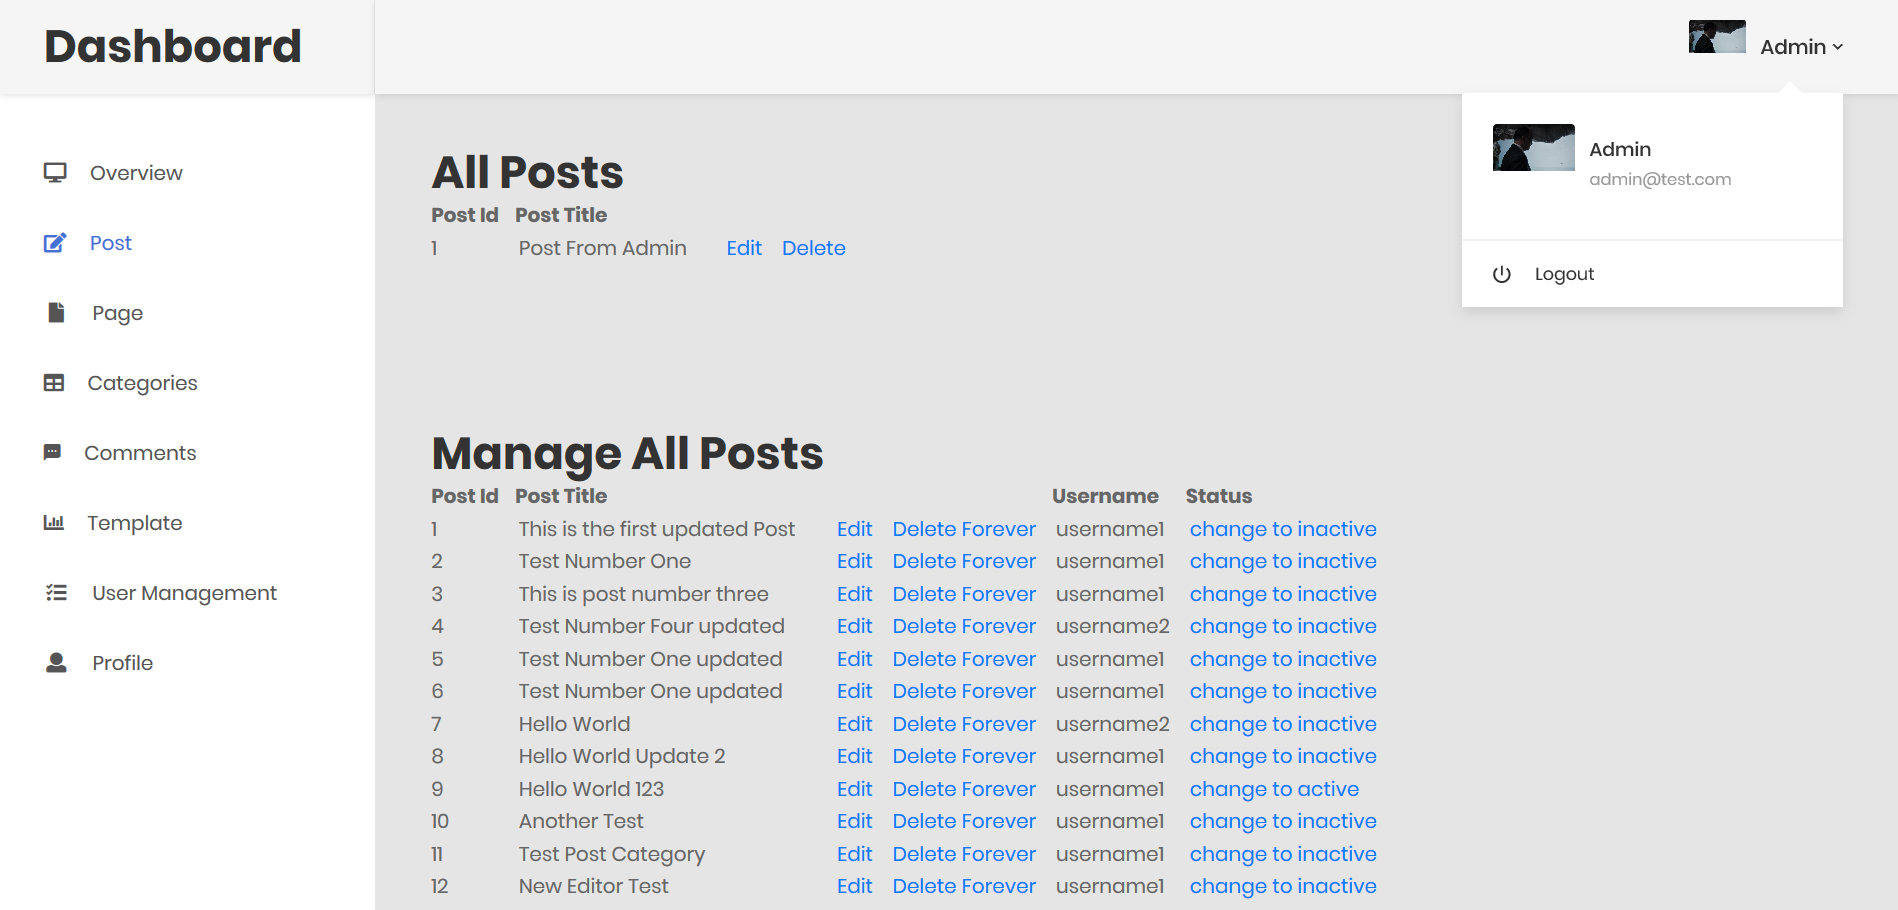 Dashboard
Admin
Overview
Post
Page
Categories
Comments
Template
User Management
Profile
Admin
admin@test.com
Logout
All Posts
Post Id Post Title
1 Post From Admin Edit Delete
Manage All Posts
Post Id Post Title Username Status
1 This is the first updated Post Edit Delete Forever username1 change to inactive
2 Test Number One Edit Delete Forever username1 change to inactive
3 This is post number three Edit Delete Forever username1 change to inactive
4 Test Number Four updated Edit Delete Forever username2 change to inactive
5 Test Number One updated Edit Delete Forever username1 change to inactive
6 Test Number One updated Edit Delete Forever username1 change to inactive
7 Hello World Edit Delete Forever username2 change to inactive
8 Hello World Update 2 Edit Delete Forever username1 change to inactive
9 Hello World 123 Edit Delete Forever username1 change to active
10 Another Test Edit Delete Forever username1 change to inactive
11 Test Post Category Edit Delete Forever username1 change to inactive
12 New Editor Test Edit Delete Forever username1 change to inactive